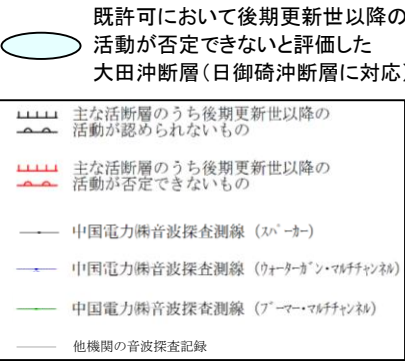 既許可において後期更新世以降の
活動が否定できないと評価した
大田沖断層(日御碕沖断層に対応)
主な活断層のうち後期更新世以降の
活動が認められないもの
主な活断層のうち後期更新世以降の
活動が否定できないもの
中国電力㈱音波探査測線 (スパーカー)
中国電力㈱音波探査測線 (ウォーターガン・マルチチャンネル)
中国電力㈱音波探査測線 (ブーマー・マルチチャンネル)
他機関の音波探査記録